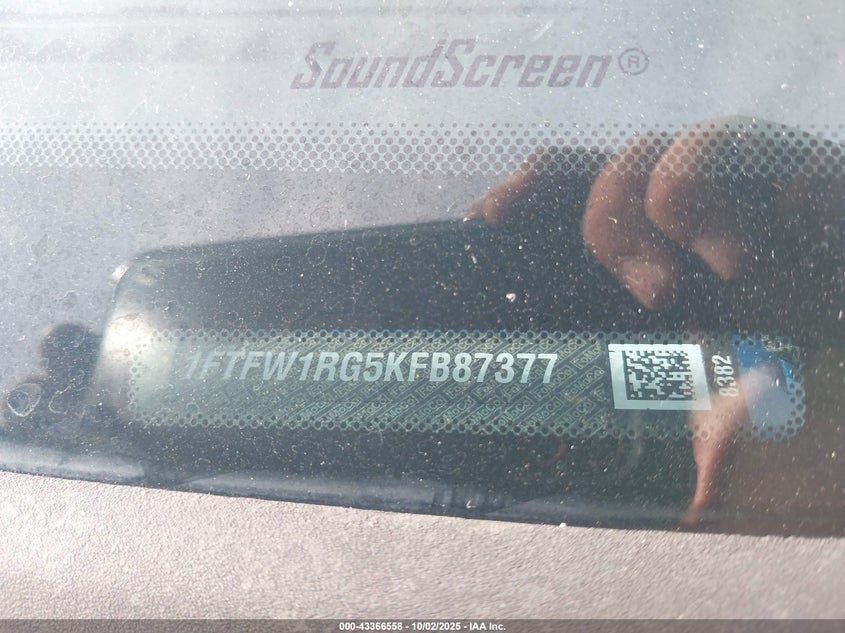 SoundScreen®
1FTFW1RG5KFB87377
8382
000-43366558 - 10/02/2025 - IAA Inc.